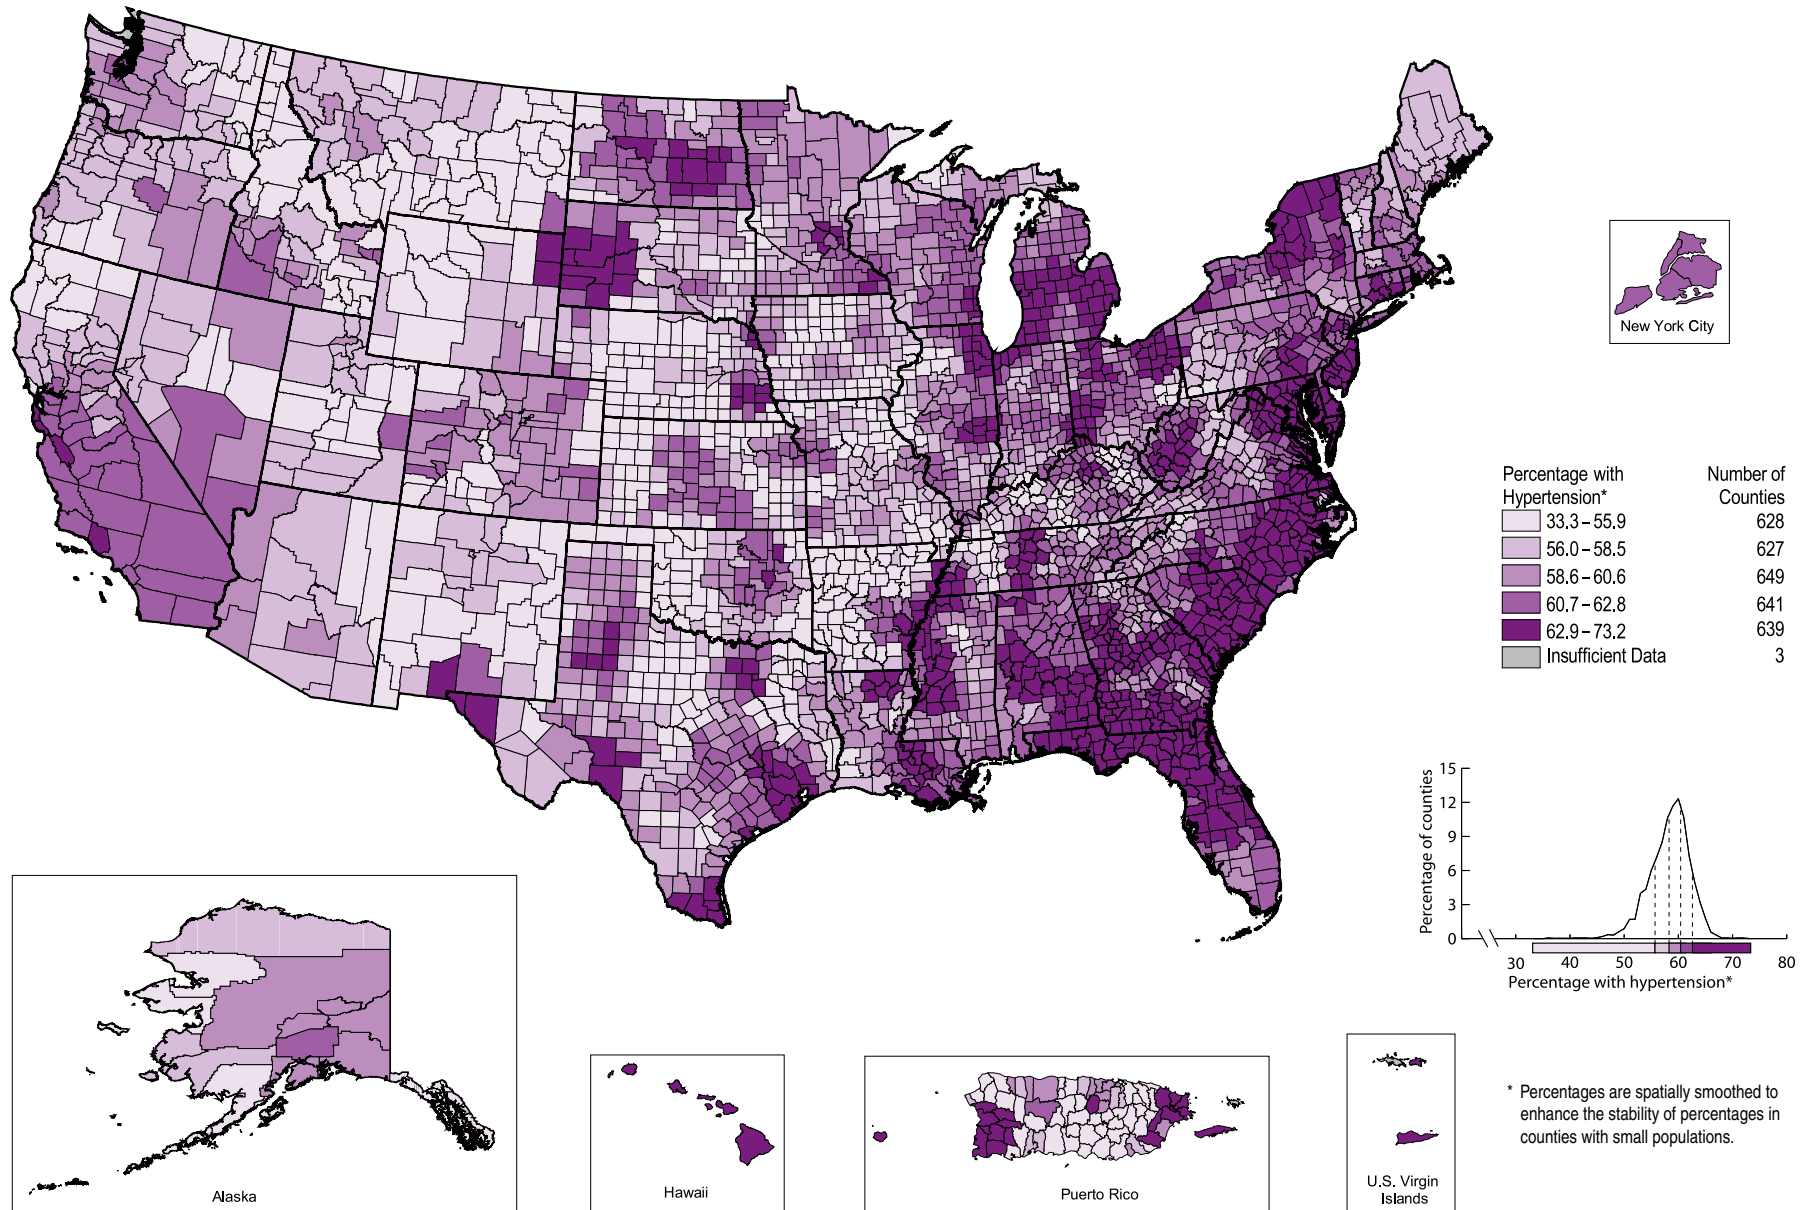 New York City
Percentage with Hypertension*
Number of Counties
33.3 – 55.9 628
56.0 – 58.5 627
58.6 – 60.6 649
60.7 – 62.8 641
62.9 – 73.2 639
Insufficient Data 3
Percentage of counties
15
12
9
6
3
0
30 40 50 60 70 80
Percentage with hypertension*
Alaska
Hawaii
Puerto Rico
U.S. Virgin
Islands
* Percentages are spatially smoothed to
enhance the stability of percentages in
counties with small populations.